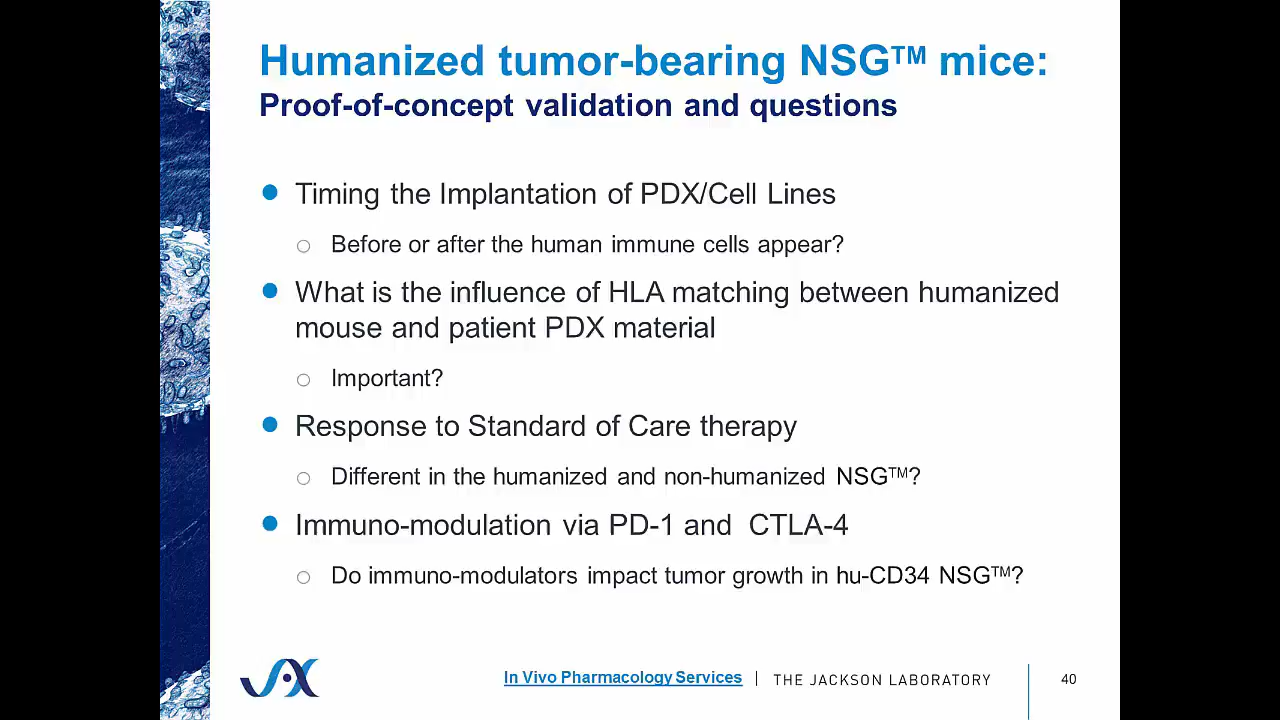 Humanized tumor-bearing NSG™ mice:
Proof-of-concept validation and questions
● Timing the Implantation of PDX/Cell Lines
○ Before or after the human immune cells appear?
● What is the influence of HLA matching between humanized
mouse and patient PDX material
○ Important?
● Response to Standard of Care therapy
○ Different in the humanized and non-humanized NSG™?
● Immuno-modulation via PD-1 and CTLA-4
○ Do immuno-modulators impact tumor growth in hu-CD34 NSG™?
JAX
In Vivo Pharmacology Services | THE JACKSON LABORATORY
40